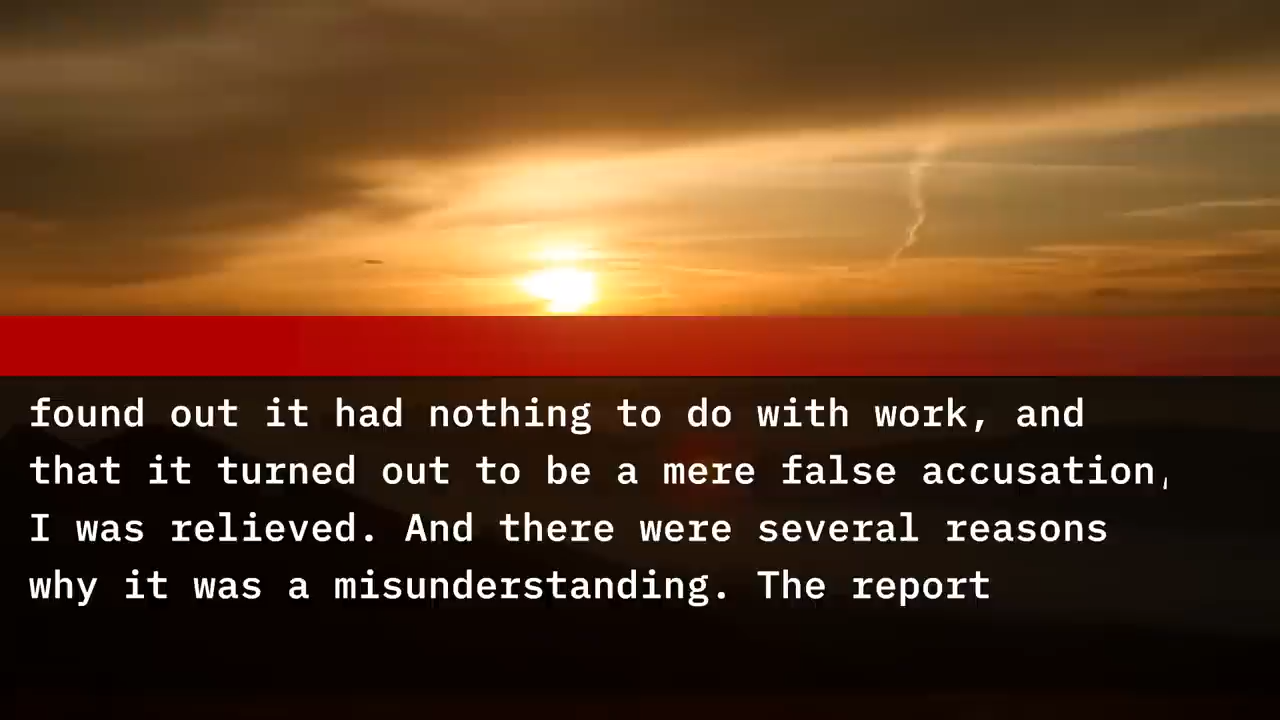 found out it had nothing to do with work, and
that it turned out to be a mere false accusation,
I was relieved. And there were several reasons
why it was a misunderstanding. The report